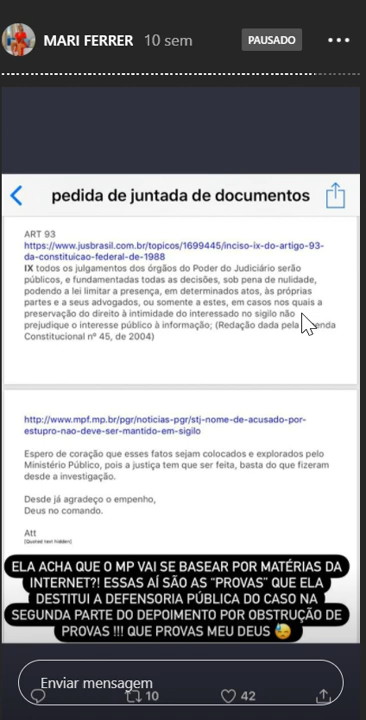 MARI FERRER 10 sem PAUSADO
pedida de juntada de documentos
ART 93
https://www.jusbrasil.com.br/topicos/1699445/inciso-ix-do-artigo-93-
da-constituicao-federal-de-1988
IX todos os julgamentos dos órgãos do Poder do Judiciário serão
públicos, e fundamentadas todas as decisões, sob pena de nulidade,
podendo a lei limitar a presença, em determinados atos, às próprias
partes e a seus advogados, ou somente a estes, em casos nos quais a
preservação do direito à intimidade do interessado no sigilo não
prejudique o interesse público à informação; (Redação dada pela enda
Constitucional nº 45, de 2004)
http://www.mpf.mp.br/pgr/noticias-pgr/stj-nome-de-acusado-por-
estupro-nao-deve-ser-mantido-em-sigilo
Espero de coração que esses fatos sejam colocados e explorados pelo
Ministério Público, pois a justiça tem que ser feita, basta do que fizeram
desde a investigação.
Desde já agradeço o empenho,
Deus no comando.
Att
[Quoted text hidden]
ELA ACHA QUE O MP VAI SE BASEAR POR MATÉRIAS DA
INTERNET?! ESSAS AÍ SÃO AS "PROVAS" QUE ELA
DESTITUI A DEFENSORIA PÚBLICA DO CASO NA
SEGUNDA PARTE DO DEPOIMENTO POR OBSTRUÇÃO DE
PROVAS !!! QUE PROVAS MEU DEUS 😓
Enviar mensagem
10 42